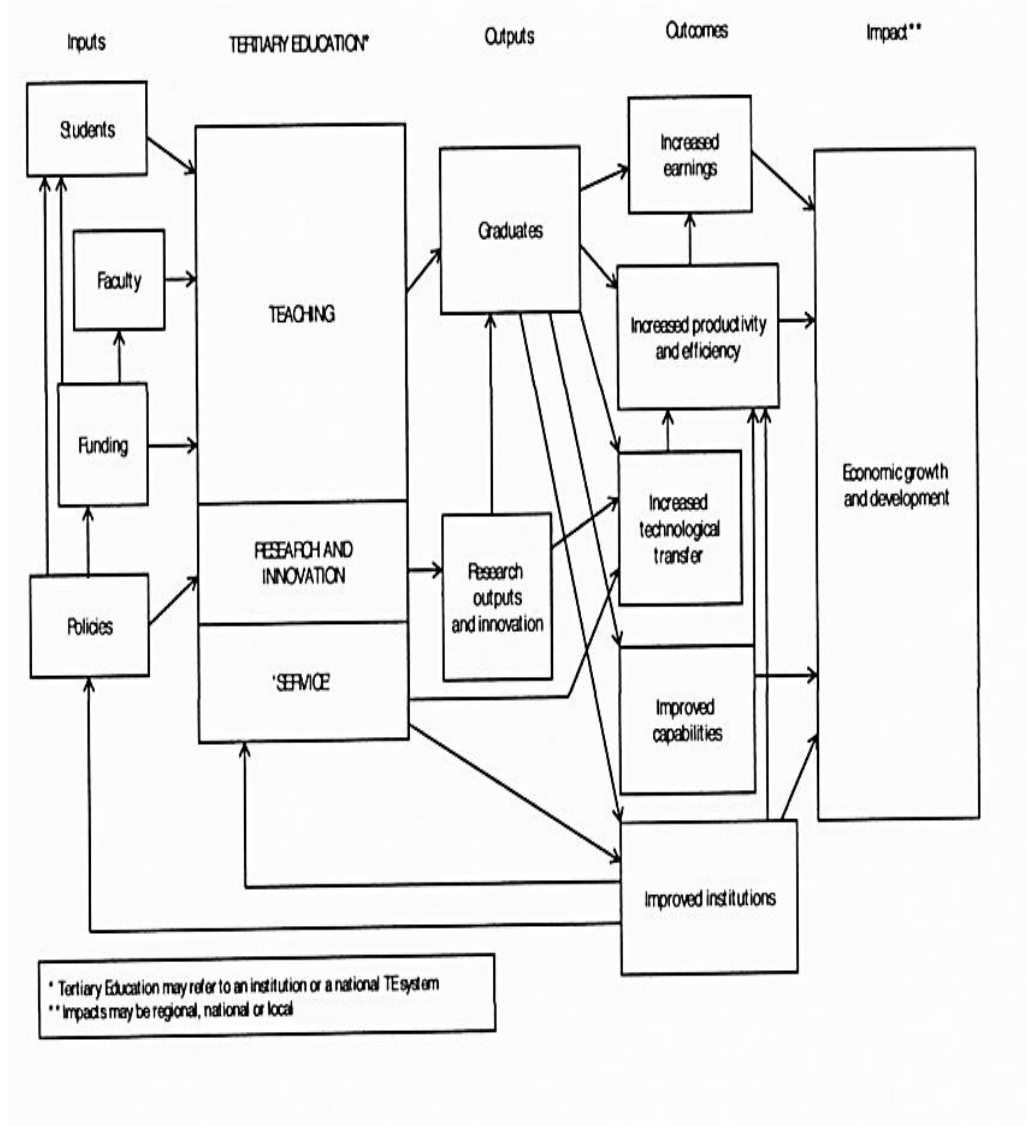 Inputs
TERTIARY EDUCATION*
Outputs
Outcomes
Impact**
Students
Faculty
Funding
Policies
TEACHING
RESEARCH AND
INNOVATION
'SERVICE
Graduates
Research
outputs
and innovation
Increased
earnings
Increased productivity
and efficiency
Increased
technological
transfer
Improved
capabilities
Improved institutions
Economic growth
and development
* Tertiary Education may refer to an institution or a national TE system
** Impacts may be regional, national or local